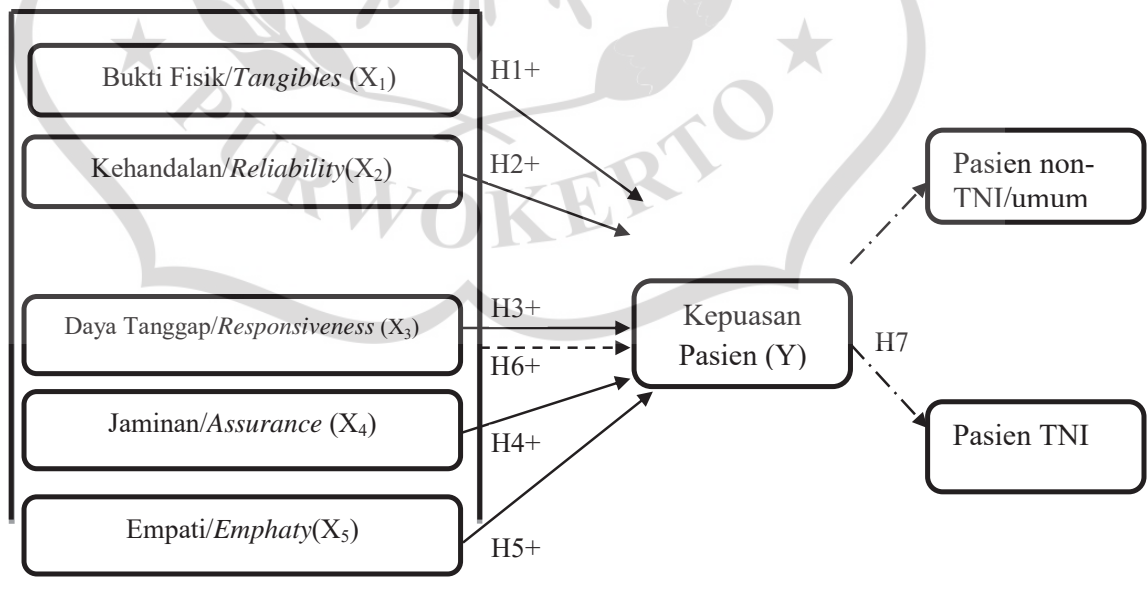 Bukti Fisik/Tangibles (X₁)
H1+
Kehandalan/Reliability(X₂)
H2+
Daya Tanggap/Responsiveness (X₃)
H3+
H6+
Jaminan/Assurance (X₄)
H4+
Empati/Emphaty(X₅)
H5+
Kepuasan
Pasien (Y)
H7
Pasien non-
TNI/umum
Pasien TNI
PURWOKERTO